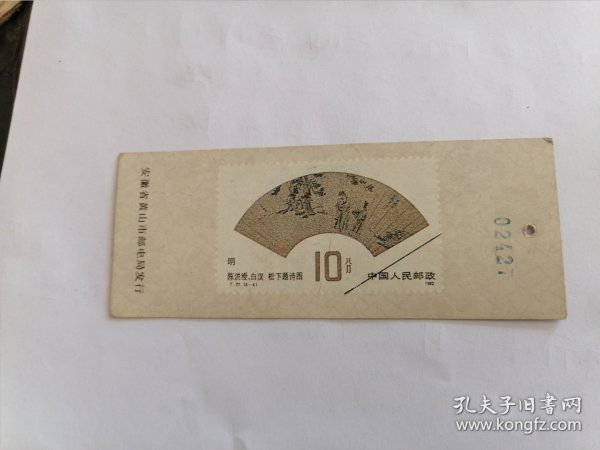 安徽省黄山市邮电局发行
明
陈洪绶、白汉 松下题诗图
10分
中国人民邮政
1982
孔夫子旧书网
www.kongfz.com